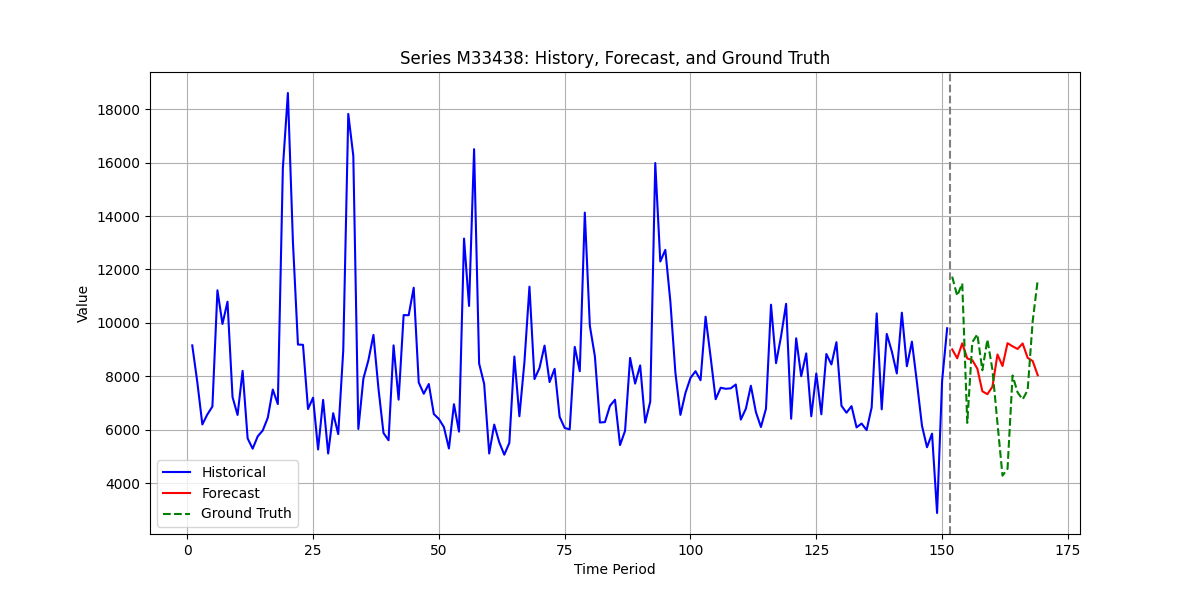 Series M33438: History, Forecast, and Ground Truth
Value
18000
16000
14000
12000
10000
8000
6000
4000
Historical
Forecast
Ground Truth
0
25
50
75
100
125
150
175
Time Period